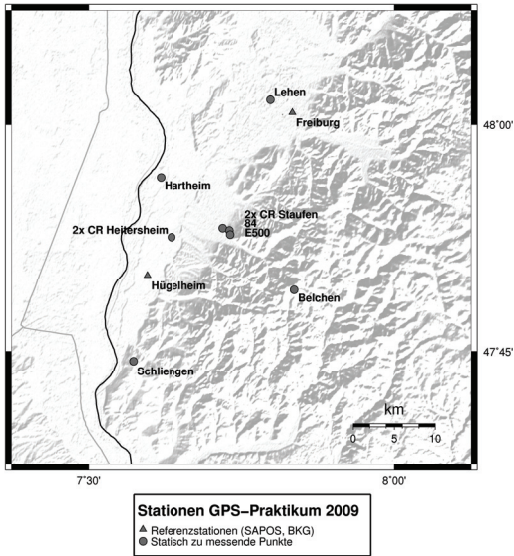 Lehen
Freiburg
48°00'
Hartheim
2x CR Staufen
84
E500
2x CR Heitersheim
Hügelheim
Belchen
47°45'
Schliengen
km
0 5 10
7°30' 8°00'
Stationen GPS-Praktikum 2009
Referenzstationen (SAPOS, BKG)
Statisch zu messende Punkte